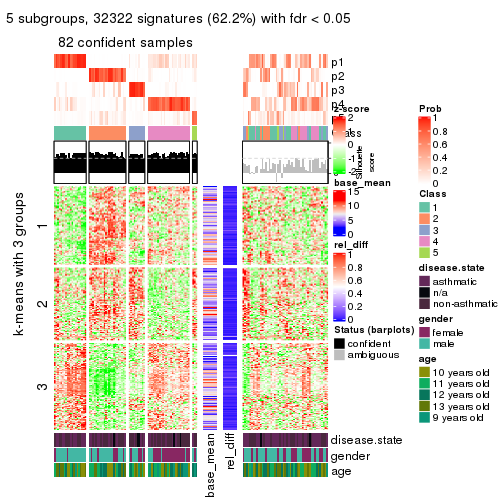 5 subgroups, 32322 signatures (62.2%) with fdr < 0.05
82 confident samples
p1
p2
p3
p4
p5
Class
Silhouette
score
k-means with 3 groups
1
2
3
base_mean
rel_diff
disease.state
gender
age
z-score
2
1
0
-1
-2
base_mean
15
10
5
0
rel_diff
1
0.8
0.6
0.4
0.2
0
Status (barplots)
confident
ambiguous
Prob
1
0.8
0.6
0.4
0.2
0
Class
1
2
3
4
5
disease.state
asthmatic
n/a
non-asthmatic
gender
female
male
age
10 years old
11 years old
12 years old
13 years old
9 years old